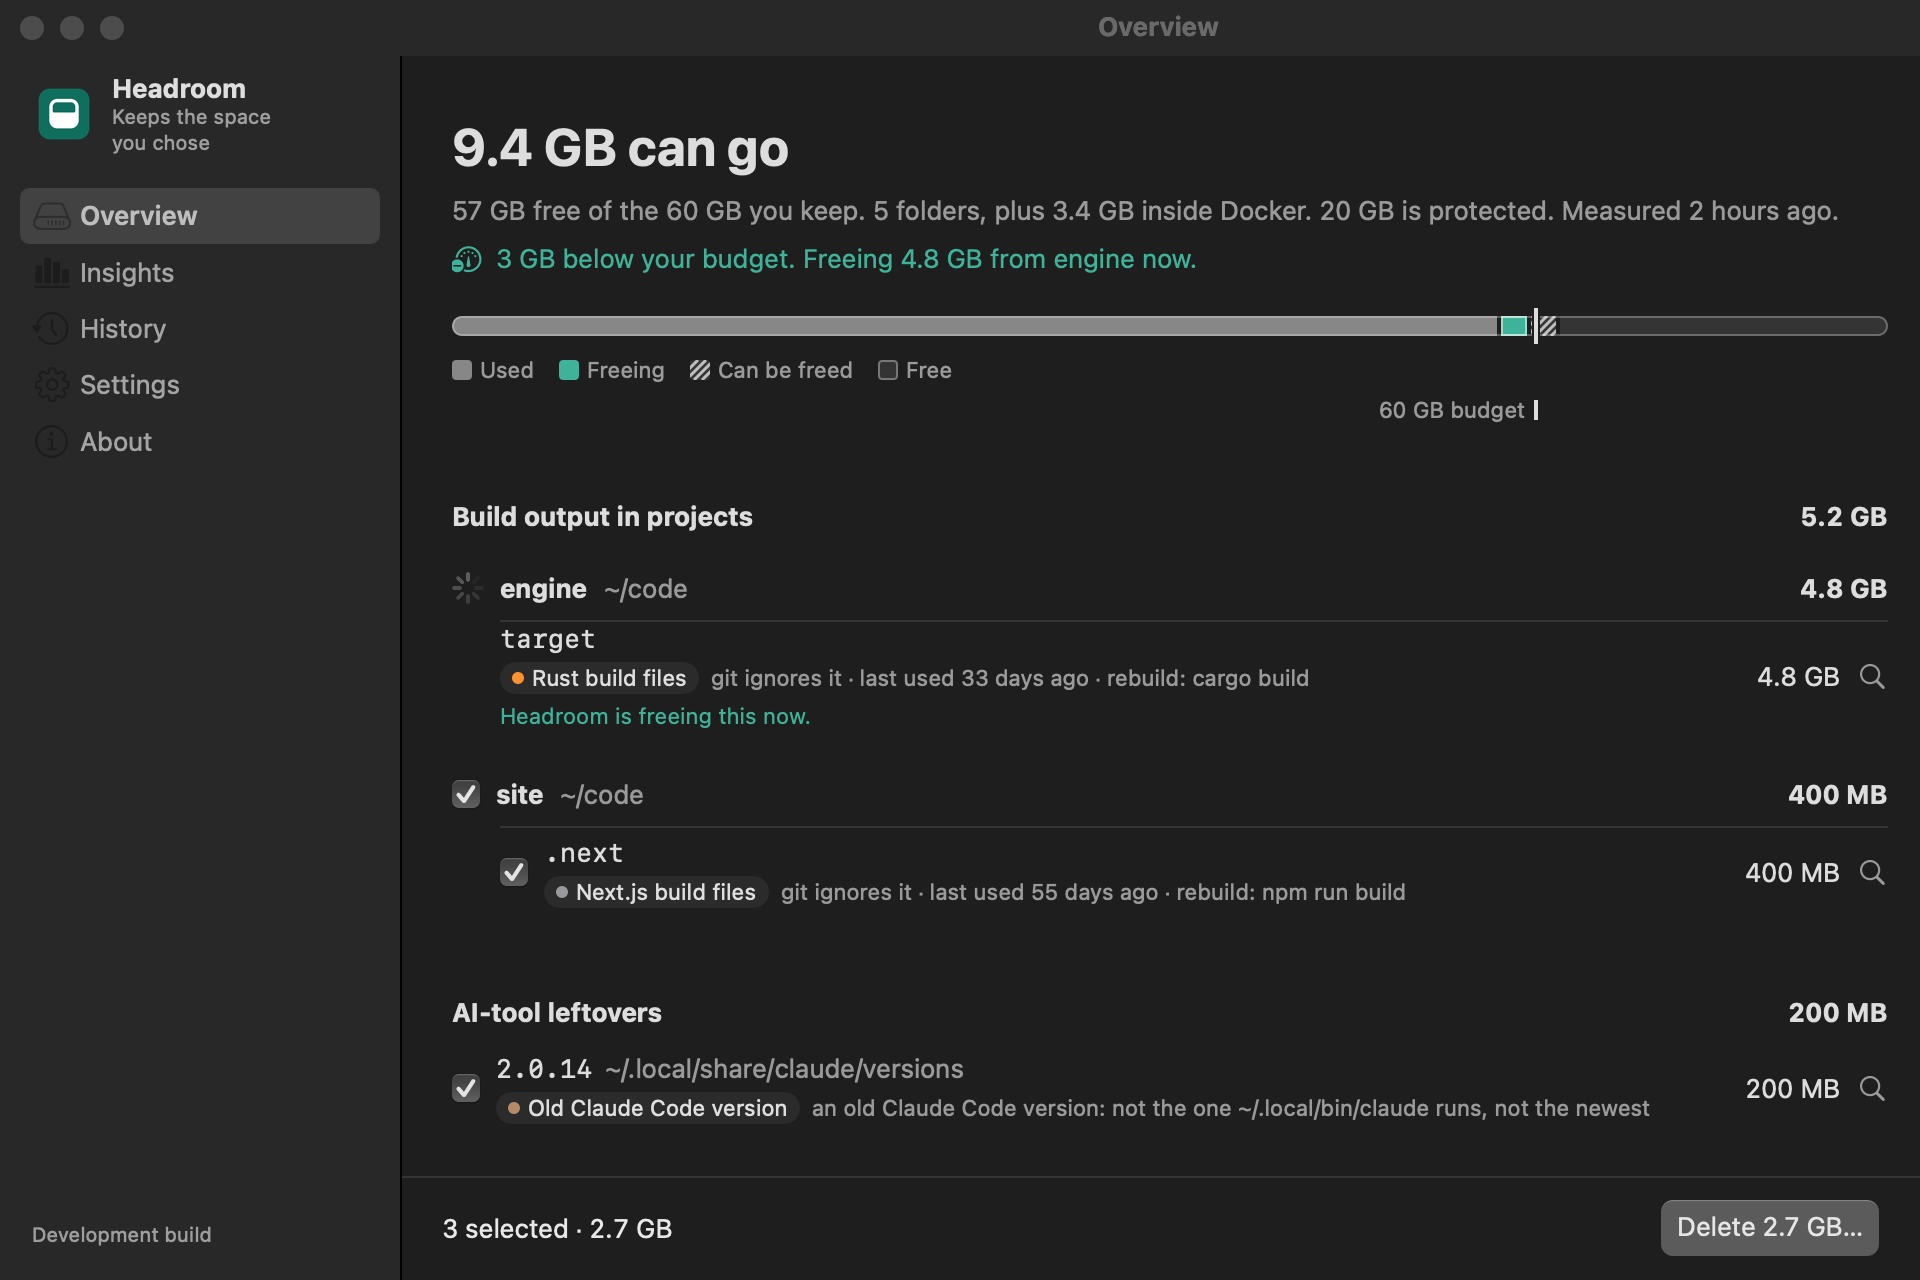 Overview
Headroom
Keeps the space
you chose
Overview
Insights
History
Settings
About
Development build
9.4 GB can go
57 GB free of the 60 GB you keep. 5 folders, plus 3.4 GB inside Docker. 20 GB is protected. Measured 2 hours ago.
3 GB below your budget. Freeing 4.8 GB from engine now.
Used Freeing Can be freed Free
60 GB budget
Build output in projects 5.2 GB
engine ~/code 4.8 GB
target
Rust build files git ignores it · last used 33 days ago · rebuild: cargo build 4.8 GB
Headroom is freeing this now.
site ~/code 400 MB
.next
Next.js build files git ignores it · last used 55 days ago · rebuild: npm run build 400 MB
AI-tool leftovers 200 MB
2.0.14 ~/.local/share/claude/versions
Old Claude Code version an old Claude Code version: not the one ~/.local/bin/claude runs, not the newest 200 MB
3 selected · 2.7 GB Delete 2.7 GB...